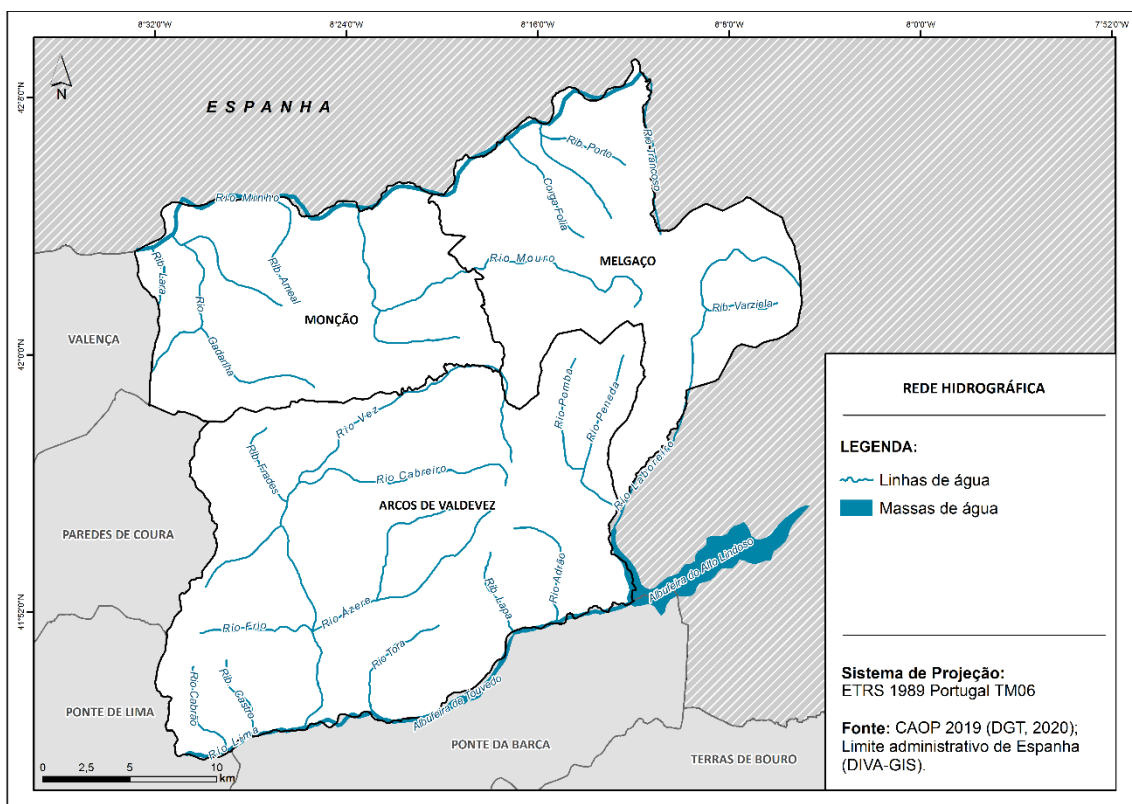 8°32'0"W
8°24'0"W
8°16'0"W
8°8'0"W
8°0'0"W
7°52'0"W
42°8'0"N
42°0'0"N
41°52'0"N
N
ESPANHA
Rio Minho
Rib. Porto
Rio Trancoso
Corga Folia
Rib. Lara
Rio Gadanha
Rib. Ameal
Rio Mouro
MELGAÇO
Rib. Varziela
MONÇÃO
VALENÇA
Rio Vez
Rio Pomba
Rio Peneda
Rib. Frades
Rio Cabreiro
Rio Laboreiro
ARCOS DE VALDEVEZ
PAREDES DE COURA
Albufeira do Alto Lindoso
Rio Adrão
Rib. Lapa
Rio Ázere
Rio Frio
Rio Tora
Rio Cabrão
Rib. Castro
Albufeira de Touvedo
Rio Lima
PONTE DE LIMA
PONTE DA BARCA
TERRAS DE BOURO
0 2,5 5 10
km
REDE HIDROGRÁFICA
LEGENDA:
Linhas de água
Massas de água
Sistema de Projeção:
ETRS 1989 Portugal TM06
Fonte: CAOP 2019 (DGT, 2020);
Limite administrativo de Espanha
(DIVA-GIS).